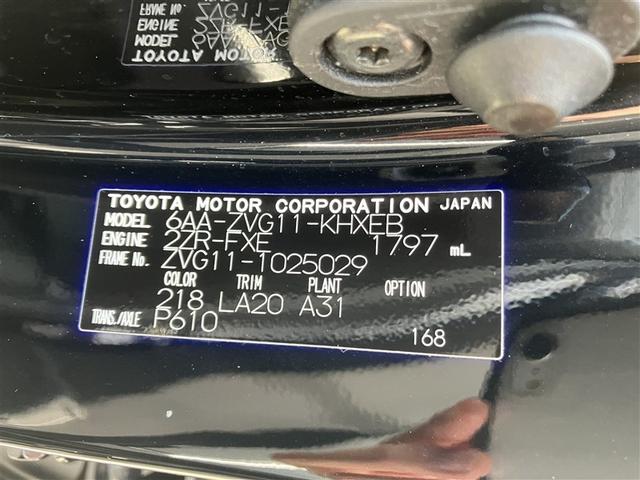 TOYOTA MOTOR CORPORATION JAPAN
MODEL 6AA-ZVG11-KHXEB
ENGINE 2ZR-FXE 1797 mL
FRAME No. ZVG11-1025029
COLOR TRIM PLANT OPTION
218 LA20 A31
TRANS./AXLE P610
168